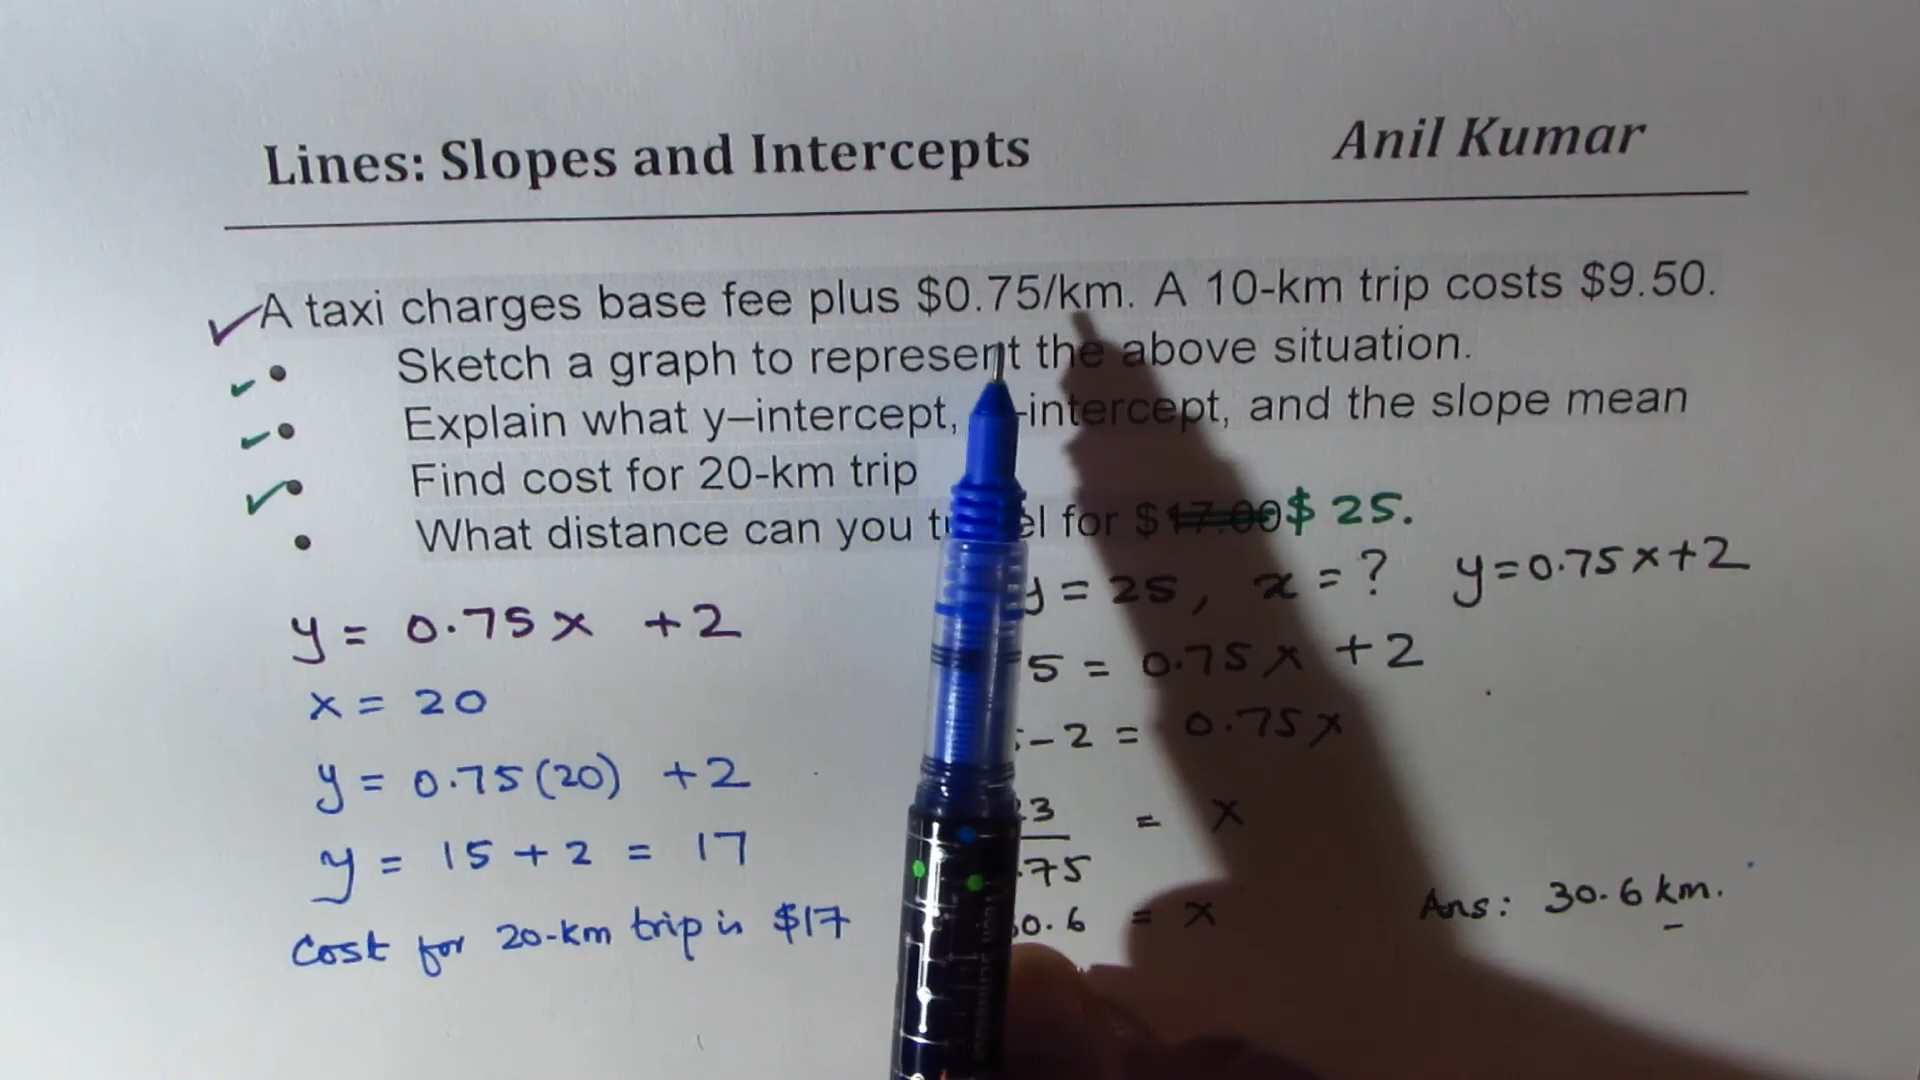 Lines: Slopes and Intercepts
Anil Kumar
A taxi charges base fee plus $0.75/km. A 10-km trip costs $9.50.
Sketch a graph to represent the above situation.
Explain what y–intercept, -intercept, and the slope mean
Find cost for 20-km trip
What distance can you for $ $ 25.
y = 0.75x + 2
x = 20
y = 0.75(20) + 2
y = 15 + 2 = 17
Cost for 20-km trip is $17
y = 25, x = ? y=0.75x+2
5 = 0.75x + 2
- 2 = 0.75x
3 = x
.75
0.6 = x
Ans: 30.6 km.